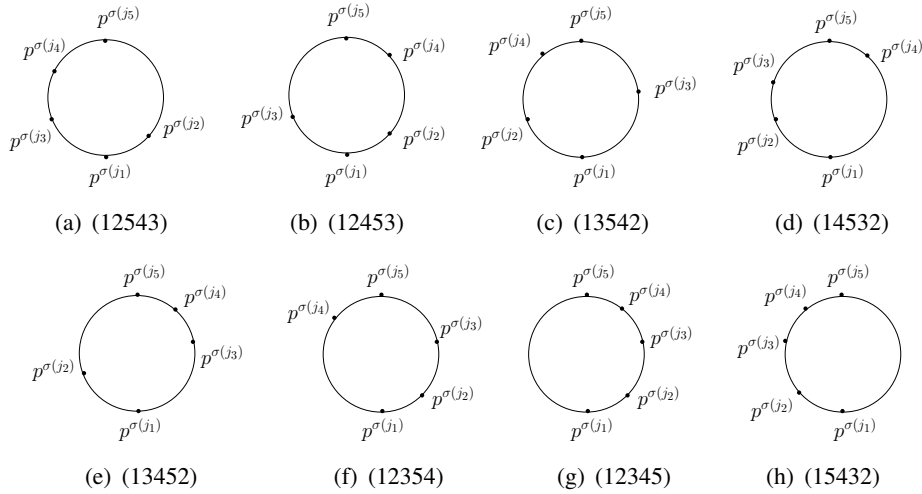 p^{σ(j_5)} p^{σ(j_5)} p^{σ(j_5)} p^{σ(j_5)}
p^{σ(j_4)} p^{σ(j_4)} p^{σ(j_4)} p^{σ(j_4)}
p^{σ(j_3)} p^{σ(j_3)} p^{σ(j_3)} p^{σ(j_3)}
p^{σ(j_2)} p^{σ(j_2)} p^{σ(j_2)} p^{σ(j_2)}
p^{σ(j_1)} p^{σ(j_1)} p^{σ(j_1)} p^{σ(j_1)}
(a) (12543) (b) (12453) (c) (13542) (d) (14532)
p^{σ(j_5)} p^{σ(j_5)} p^{σ(j_5)} p^{σ(j_5)}
p^{σ(j_4)} p^{σ(j_4)} p^{σ(j_4)} p^{σ(j_4)}
p^{σ(j_3)} p^{σ(j_3)} p^{σ(j_3)} p^{σ(j_3)}
p^{σ(j_2)} p^{σ(j_2)} p^{σ(j_2)} p^{σ(j_2)}
p^{σ(j_1)} p^{σ(j_1)} p^{σ(j_1)} p^{σ(j_1)}
(e) (13452) (f) (12354) (g) (12345) (h) (15432)